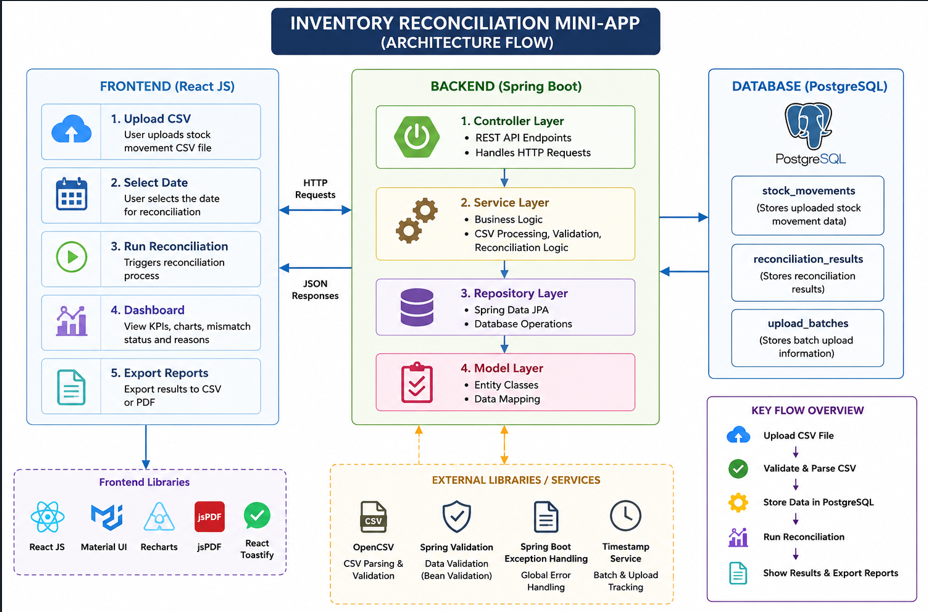 INVENTORY RECONCILIATION MINI-APP
(ARCHITECTURE FLOW)
FRONTEND (React JS)
1. Upload CSV
User uploads stock
movement CSV file
2. Select Date
User selects the date
for reconciliation
3. Run Reconciliation
Triggers reconciliation
process
4. Dashboard
View KPIs, charts, mismatch
status and reasons
5. Export Reports
Export results to CSV
or PDF
HTTP
Requests
JSON
Responses
BACKEND (Spring Boot)
1. Controller Layer
• REST API Endpoints
• Handles HTTP Requests
2. Service Layer
• Business Logic
• CSV Processing, Validation,
Reconciliation Logic
3. Repository Layer
• Spring Data JPA
• Database Operations
4. Model Layer
• Entity Classes
• Data Mapping
DATABASE (PostgreSQL)
PostgreSQL
stock_movements
(Stores uploaded stock
movement data)
reconciliation_results
(Stores reconciliation
results)
upload_batches
(Stores batch upload
information)
Frontend Libraries
React JS
Material UI
Recharts
jsPDF
jsPDF
React
Toastify
EXTERNAL LIBRARIES / SERVICES
CSV
OpenCSV
CSV Parsing &
Validation
Spring Validation
Data Validation
(Bean Validation)
Spring Boot
Exception Handling
Global Error
Handling
Timestamp
Service
Batch & Upload
Tracking
KEY FLOW OVERVIEW
Upload CSV File
Validate & Parse CSV
Store Data in PostgreSQL
Run Reconciliation
Show Results & Export Reports